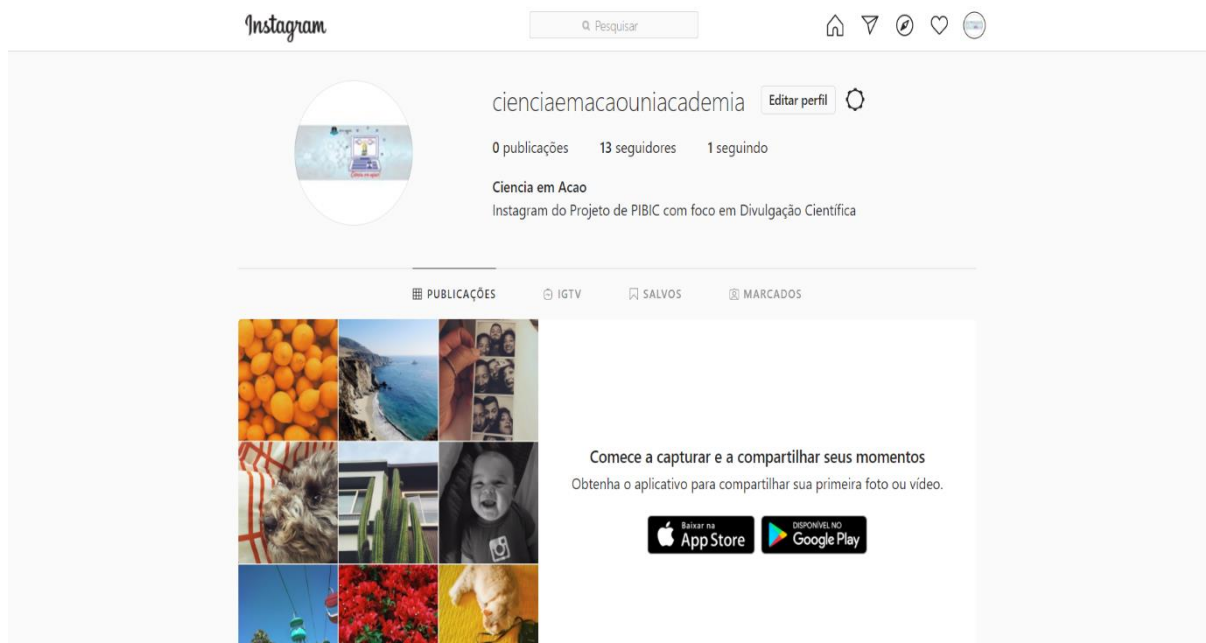 Instagram
Pesquisar
cienciaemacaouniacademia Editar perfil
0 publicações 13 seguidores 1 seguindo
Ciencia em Acao
Instagram do Projeto de PIBIC com foco em Divulgação Científica
PUBLICAÇÕES IGTV SALVOS MARCADOS
Comece a capturar e a compartilhar seus momentos
Obtenha o aplicativo para compartilhar sua primeira foto ou vídeo.
Baixar na App Store DISPONÍVEL NO Google Play